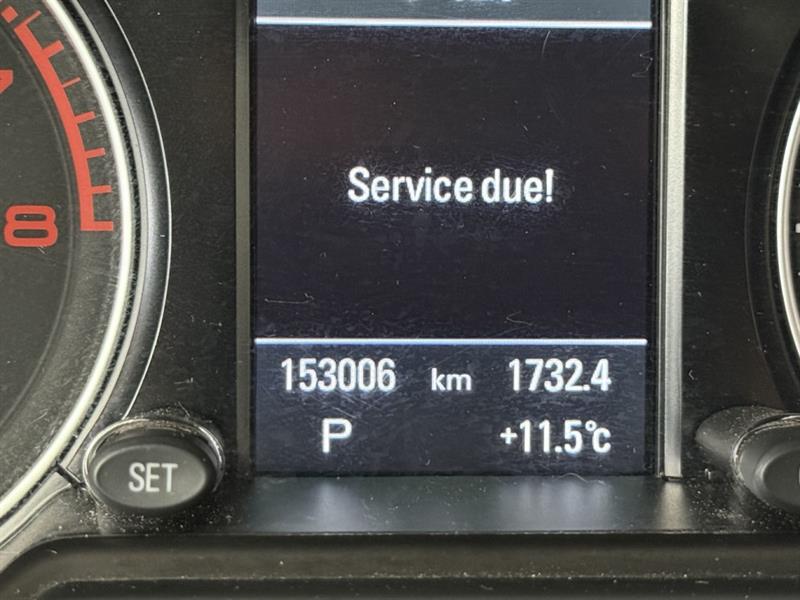 Service due!
153006 km 1732.4
P +11.5°c
8
SET